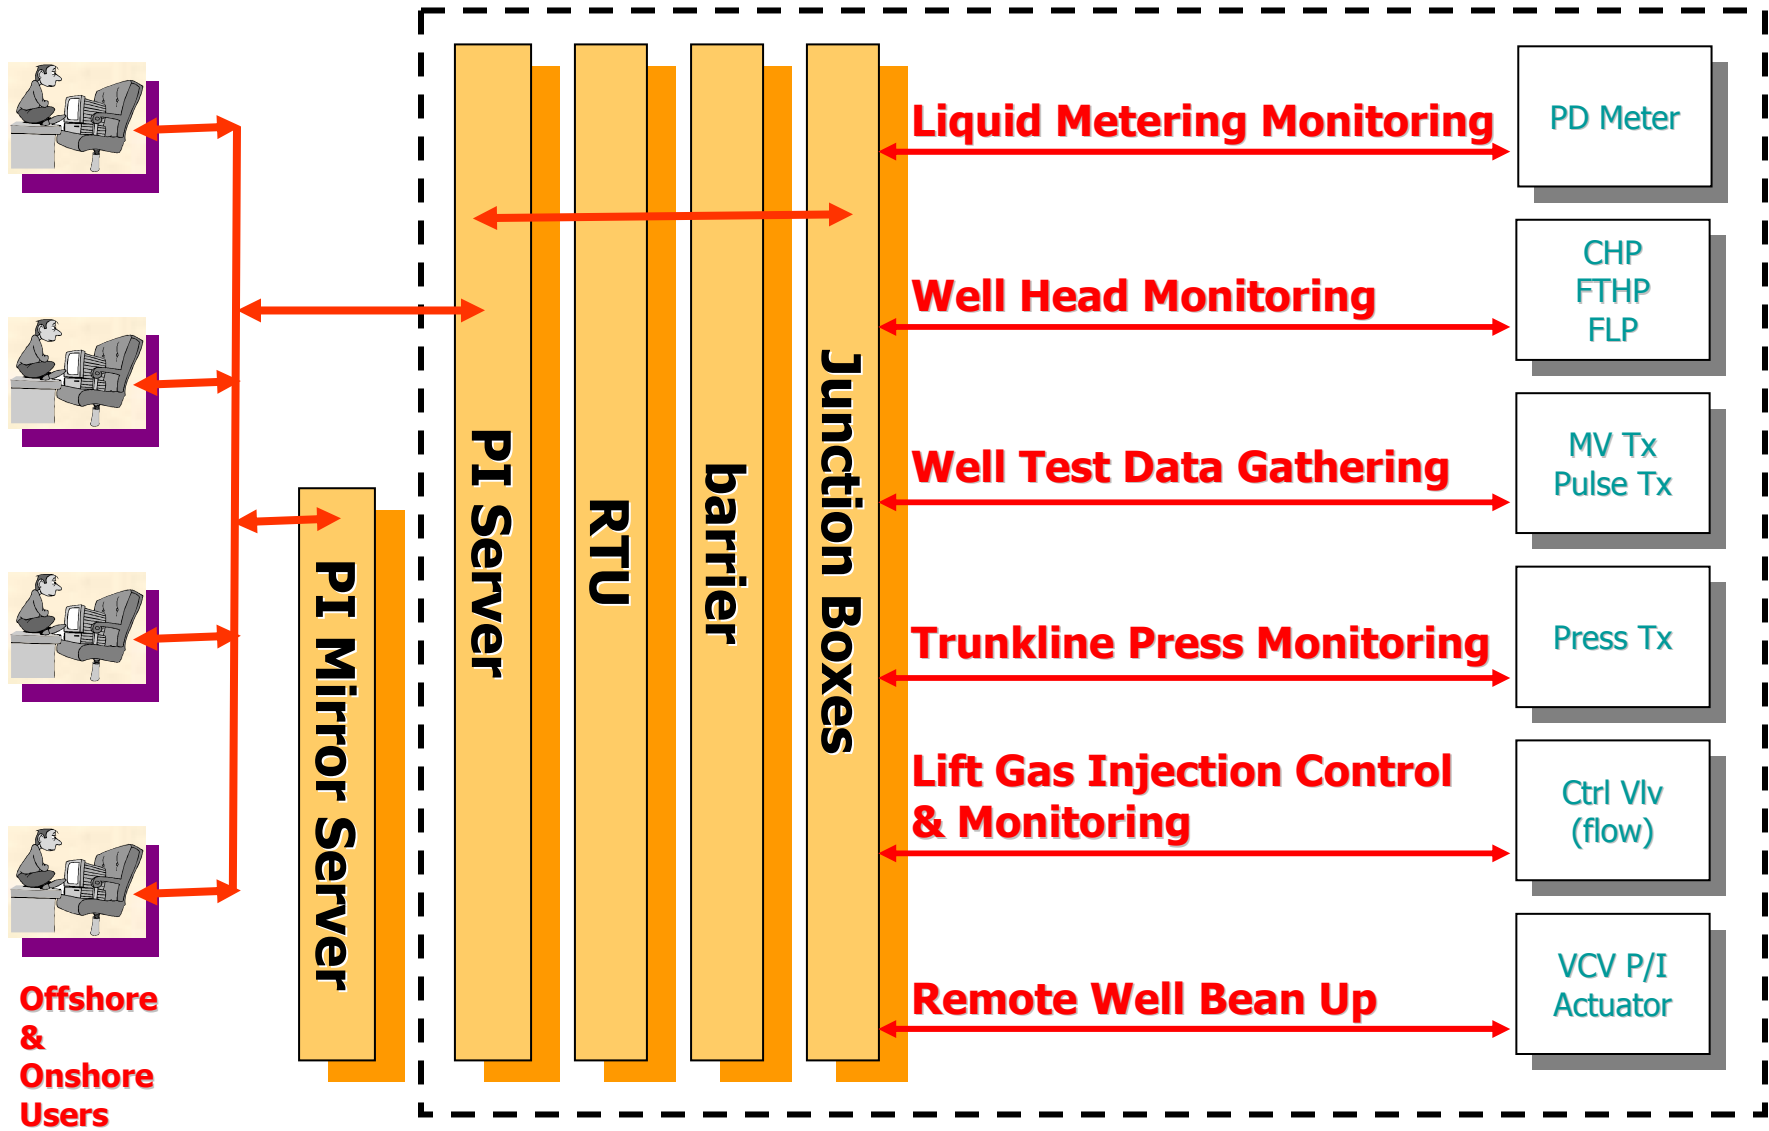 Liquid Metering Monitoring
PD Meter
Well Head Monitoring
CHP
FTHP
FLP
Well Test Data Gathering
MV Tx
Pulse Tx
Trunkline Press Monitoring
Press Tx
Lift Gas Injection Control
& Monitoring
Ctrl Vlv
(flow)
Remote Well Bean Up
VCV P/I
Actuator
Junction Boxes
barrier
RTU
PI Server
PI Mirror Server
Offshore
&
Onshore
Users